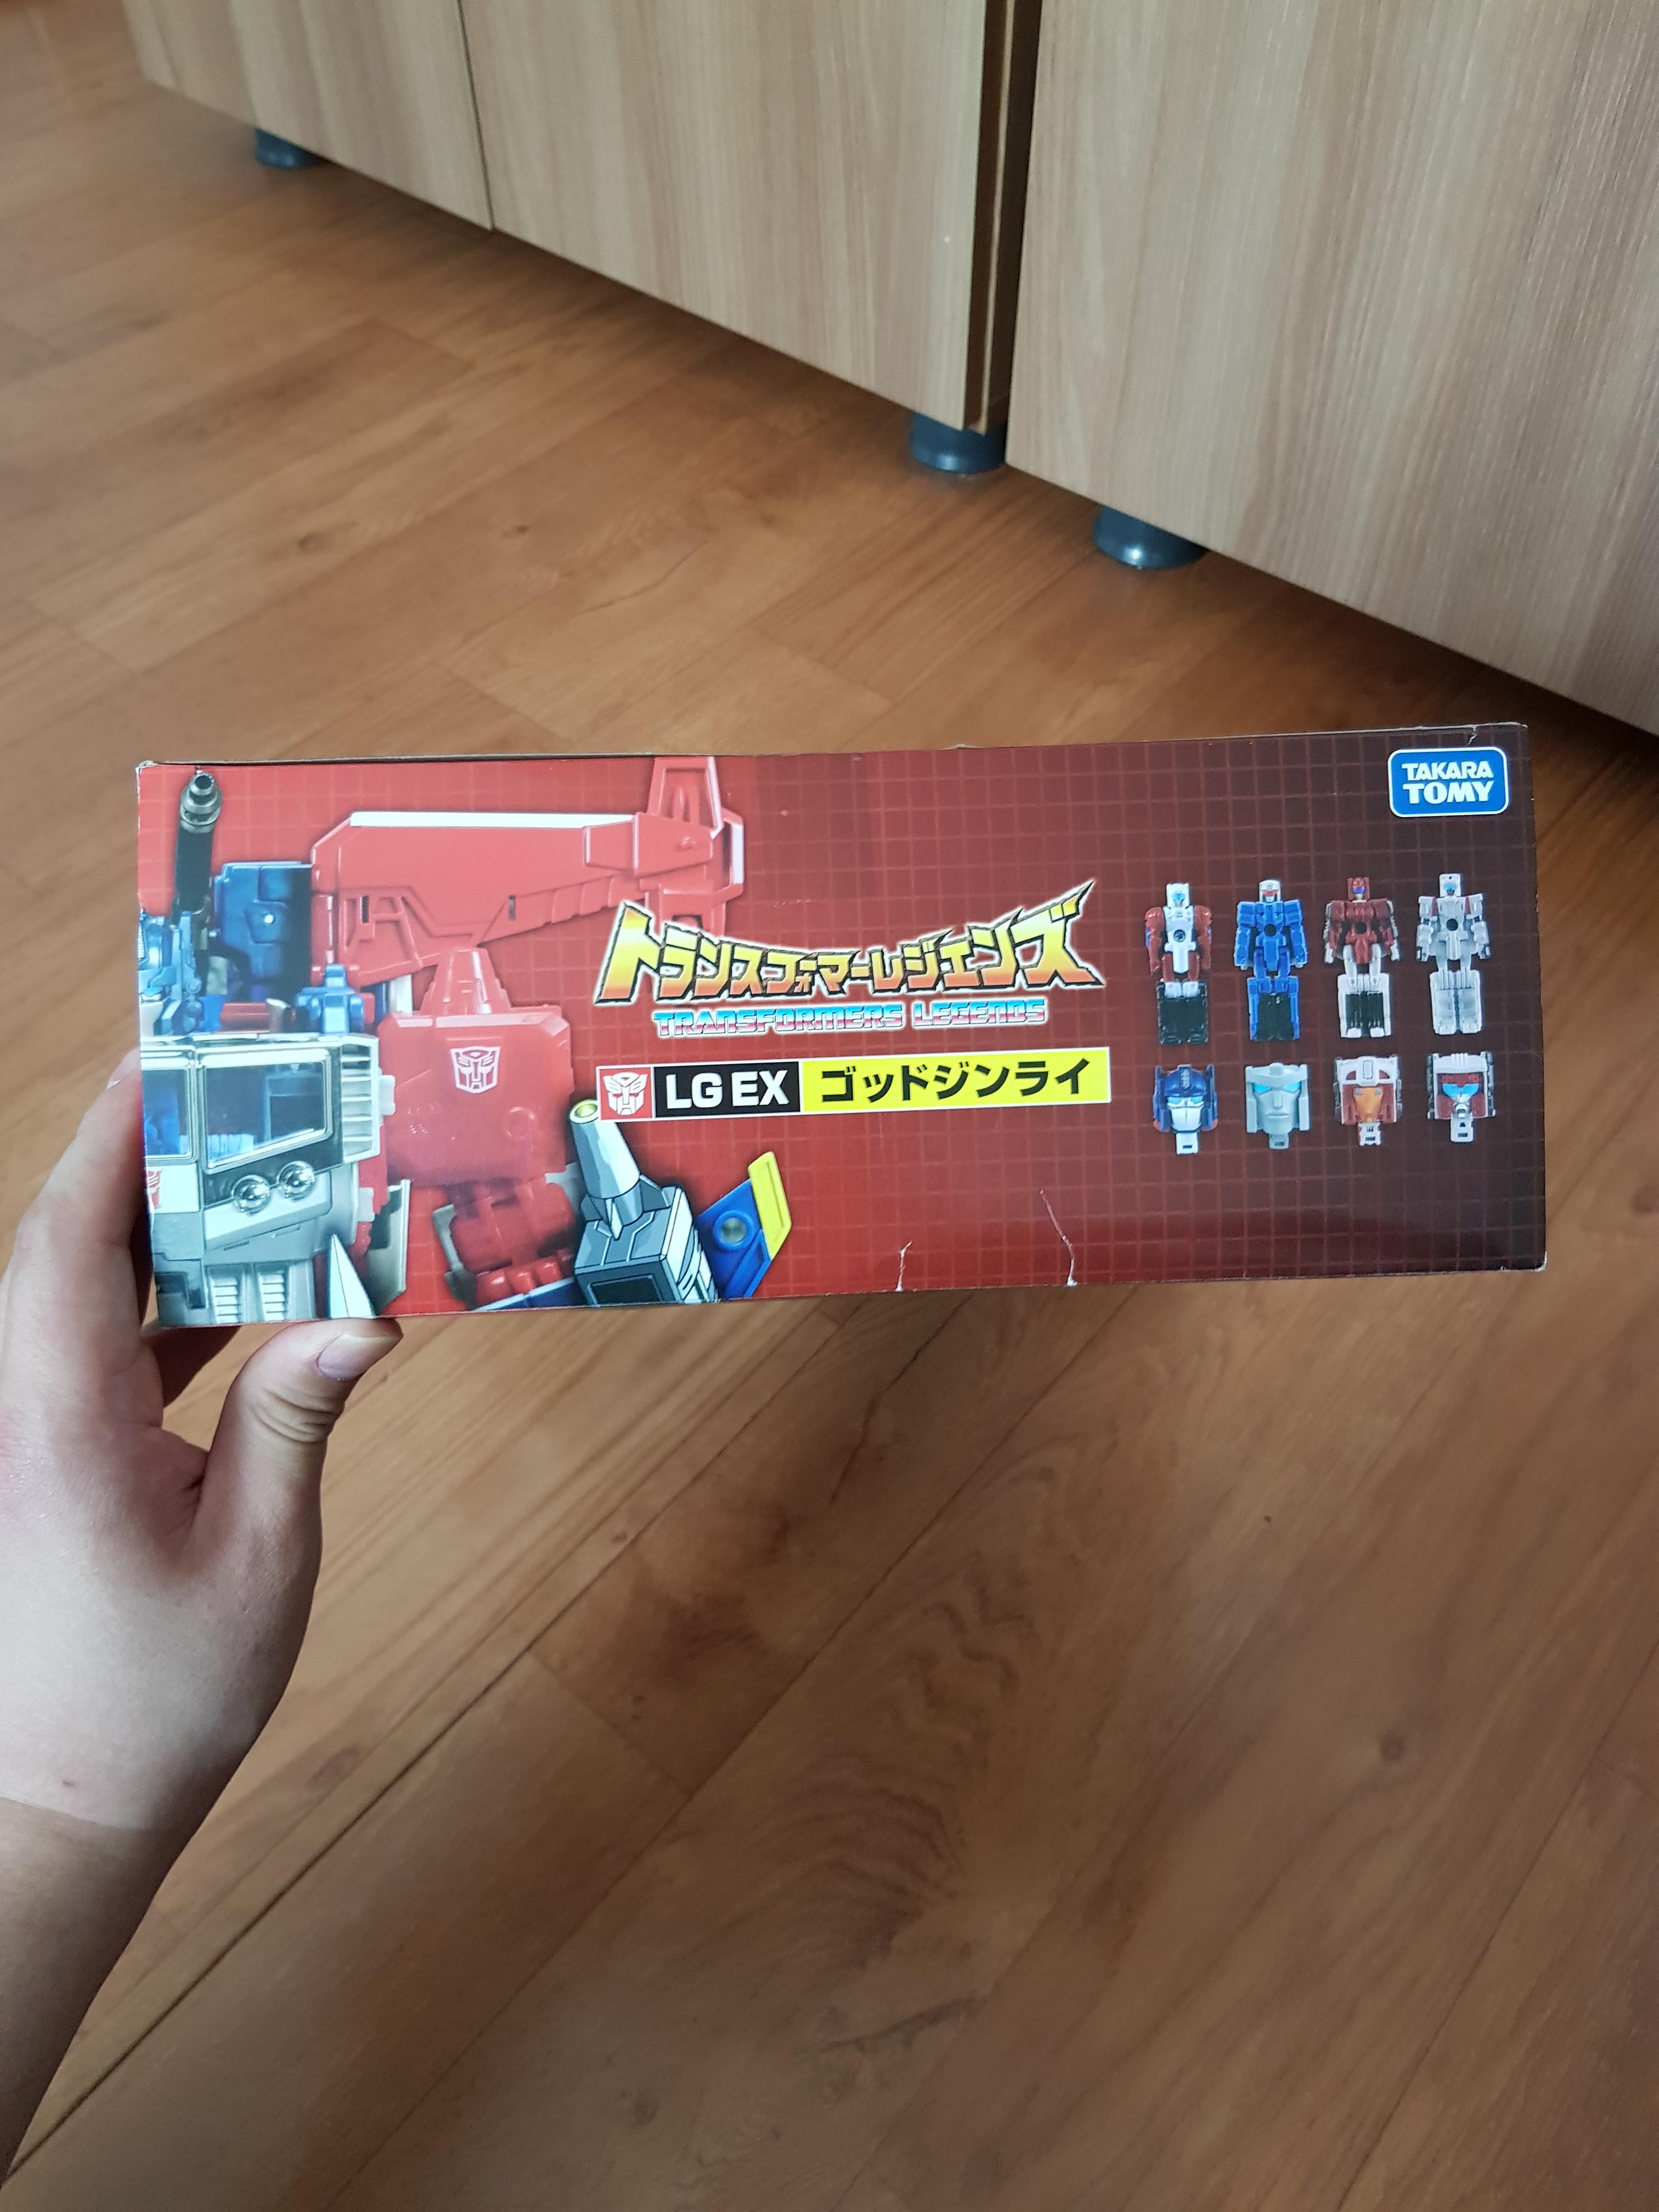 TAKARA
TOMY
トランスフォーマーレジェンズ
TRANSFORMERS LEGENDS
LG EX ゴッドジンライ